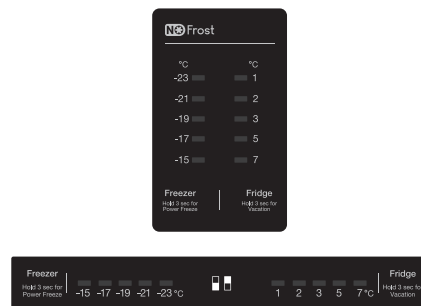 NO Frost
°C °C
-23 1
-21 2
-19 3
-17 5
-15 7
Freezer Fridge
Hold 3 sec for Hold 3 sec for
Power Freeze Vacation
Freezer Fridge
Hold 3 sec for Hold 3 sec for
Power Freeze Vacation
-15 -17 -19 -21 -23 °C 1 2 3 5 7 °C